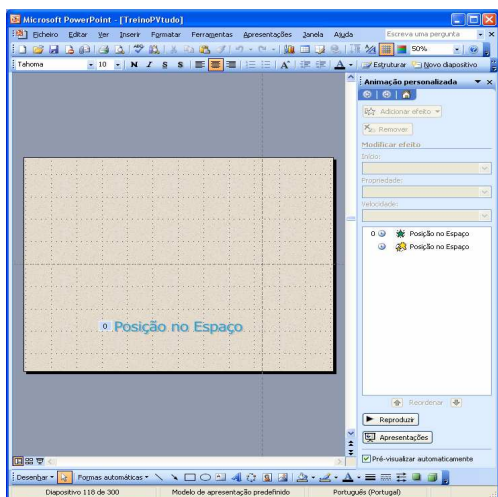 Microsoft PowerPoint - [TreinoPVtudo]
Ficheiro Editar Ver Inserir Formatar Ferramentas Apresentações Janela Ajuda Escreva uma pergunta
50%
Tahoma 10 N I S S Estruturar Novo diapositivo
Animação personalizada
Adicionar efeito
Remover
Modificar efeito
Início:
Propriedade:
Velocidade:
0 Posição no Espaço
Posição no Espaço
0 Posição no Espaço
Reordenar
Reproduzir
Apresentações
Pré-visualizar automaticamente
Desenhar Formas automáticas
Diapositivo 118 de 300 Modelo de apresentação predefinido Português (Portugal)